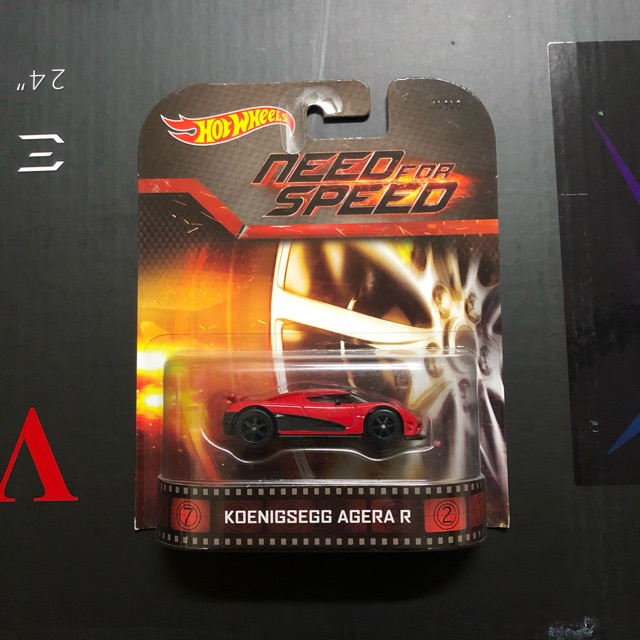 24"
HOT WHEELS
NEED FOR
SPEED
7
KOENIGSEGG AGERA R
2